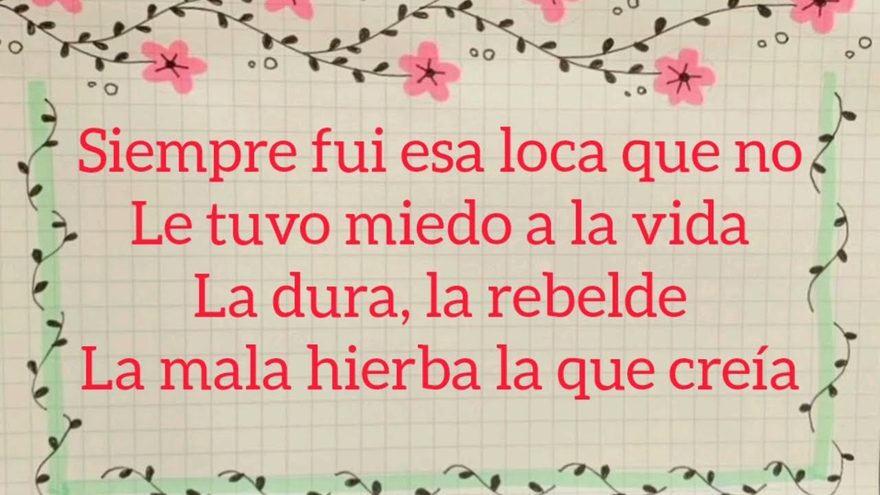 Siempre fui esa loca que no
Le tuvo miedo a la vida
La dura, la rebelde
La mala hierba la que creía